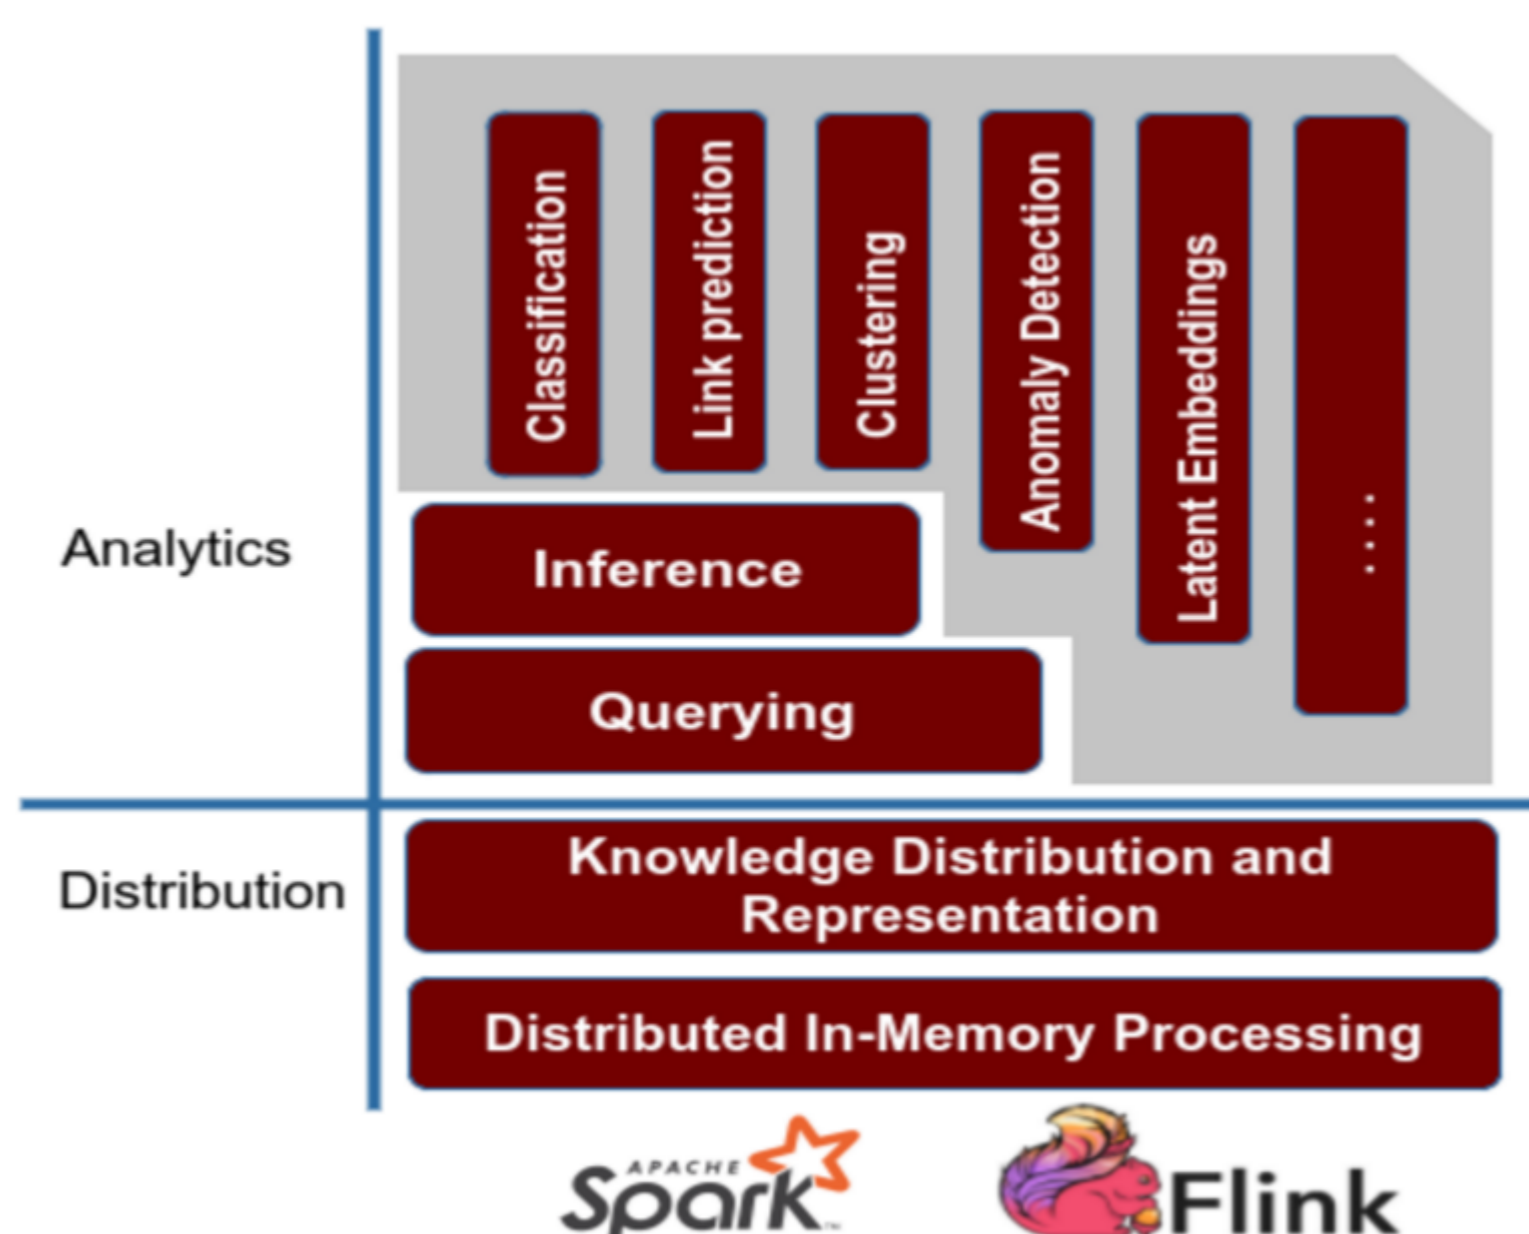 Classification
Link prediction
Clustering
Anomaly Detection
Latent Embeddings
....
Analytics
Inference
Querying
Distribution
Knowledge Distribution and
Representation
Distributed In-Memory Processing
APACHE
Spark
Flink